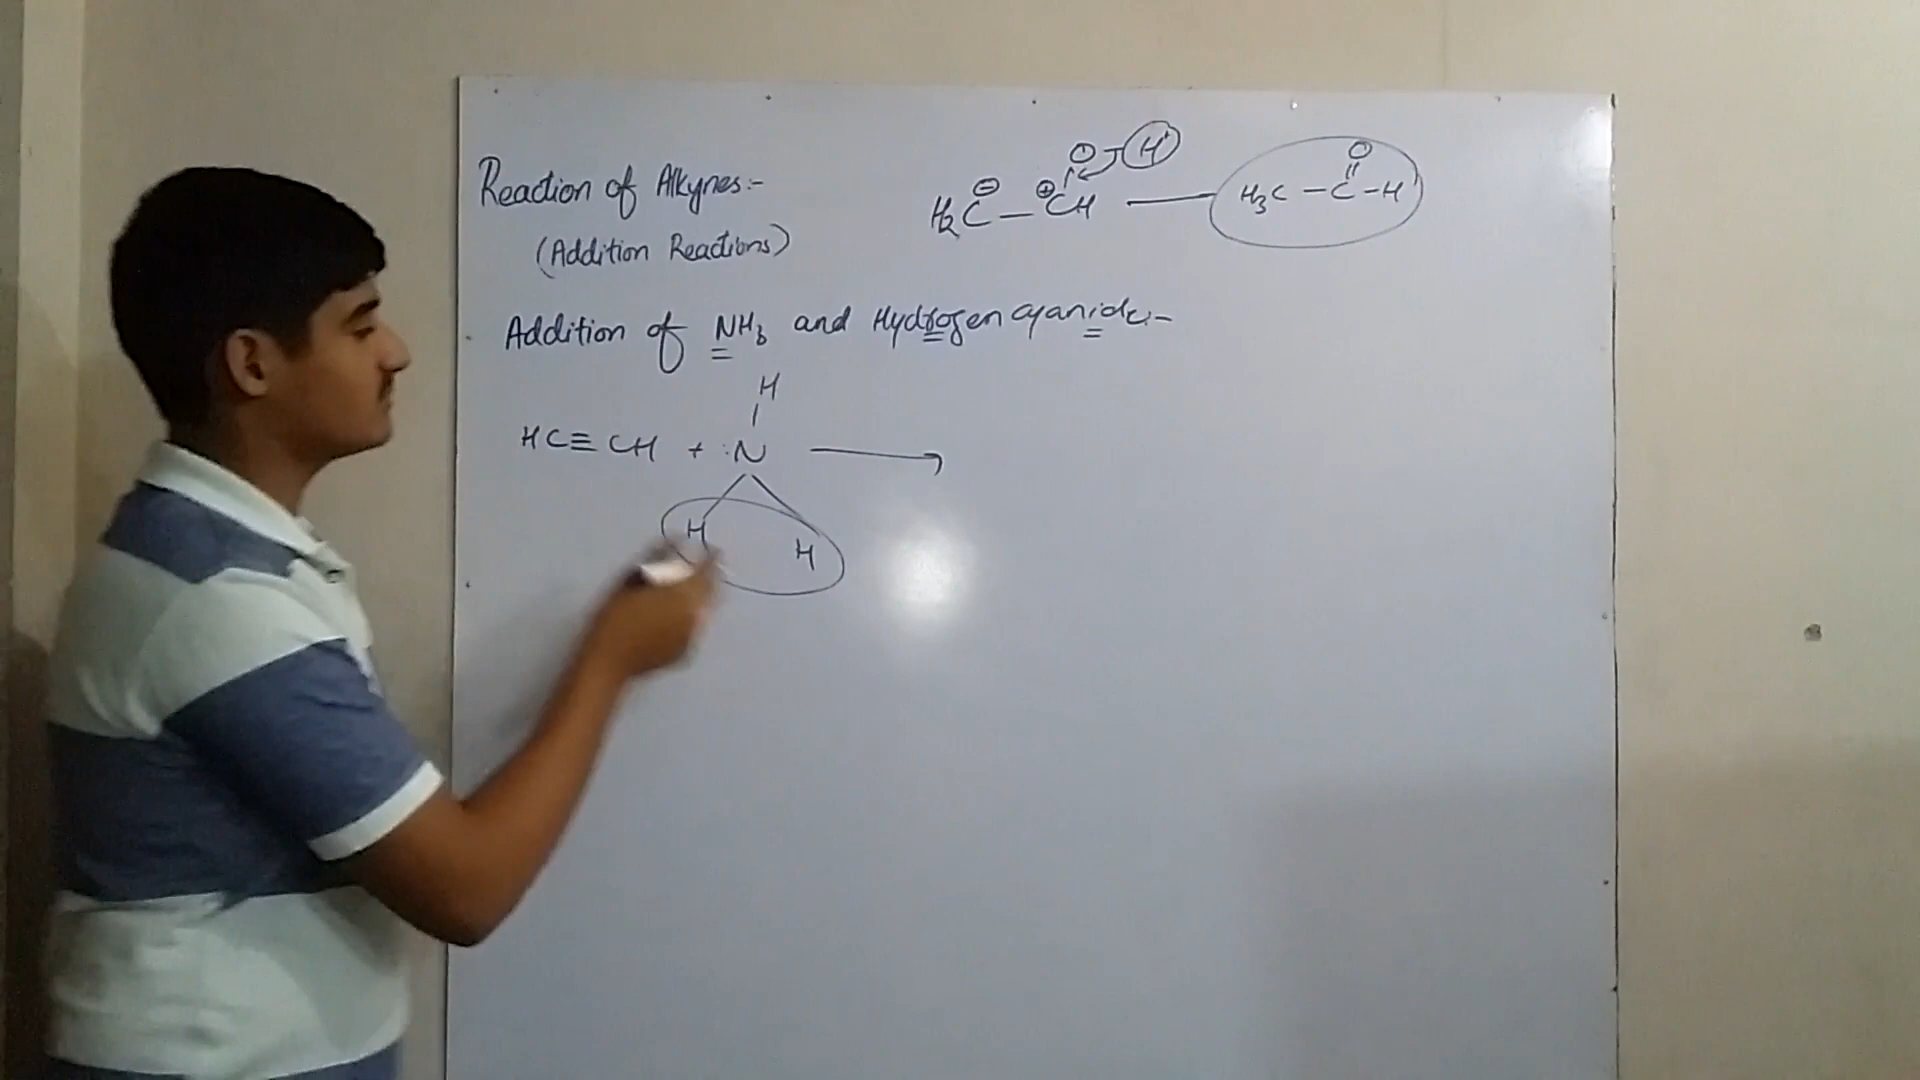 Reaction of Alkynes:-
(Addition Reactions)
H₂C⊖ — ⊕CH O H⁺ — H₃C — C — H
O
Addition of NH₃ and Hydrogen cyanide:-
H
HC≡CH + :N →
H H